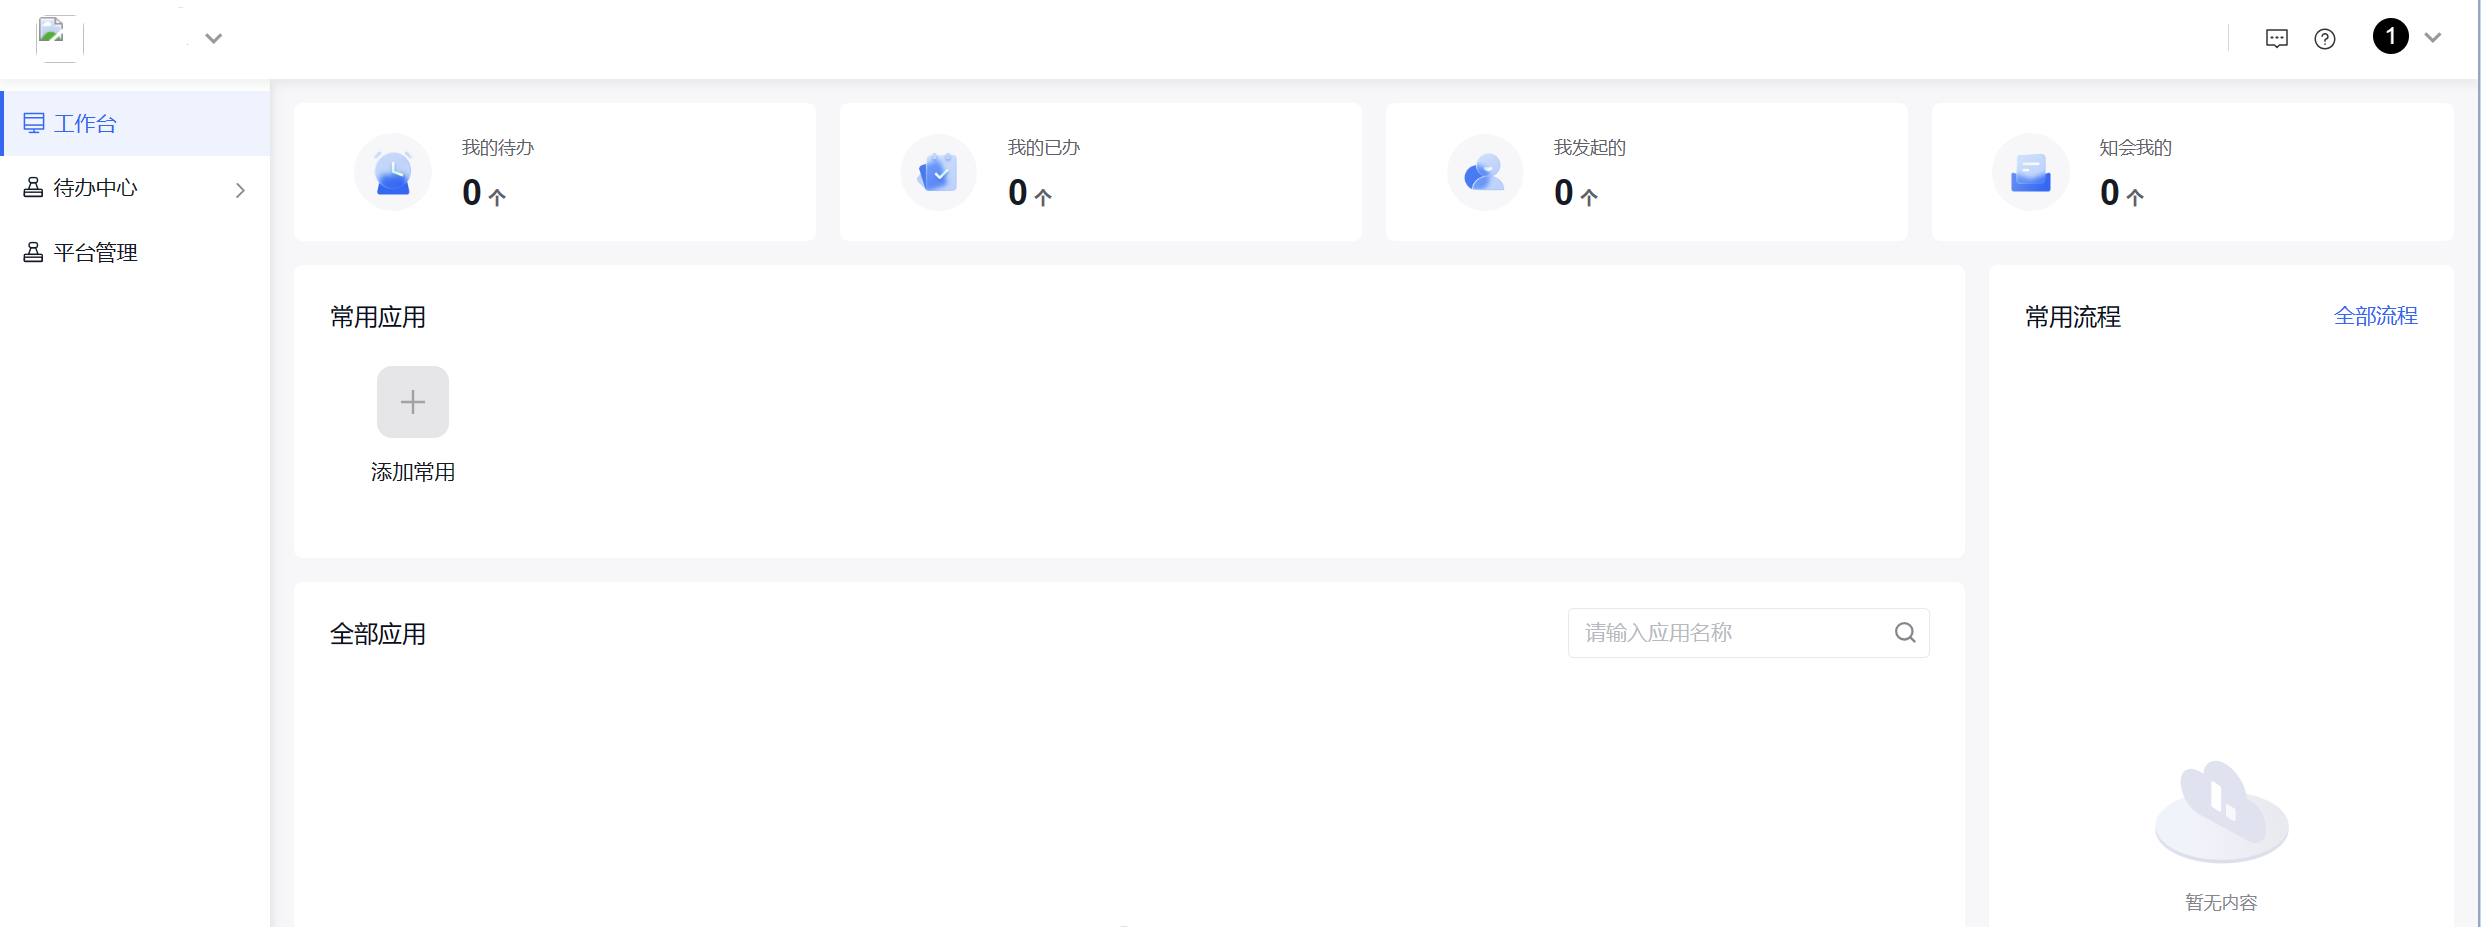 1
工作台
待办中心
平台管理
我的待办
0个
我的已办
0个
我发起的
0个
知会我的
0个
常用应用
添加常用
常用流程
全部流程
全部应用
请输入应用名称
暂无内容